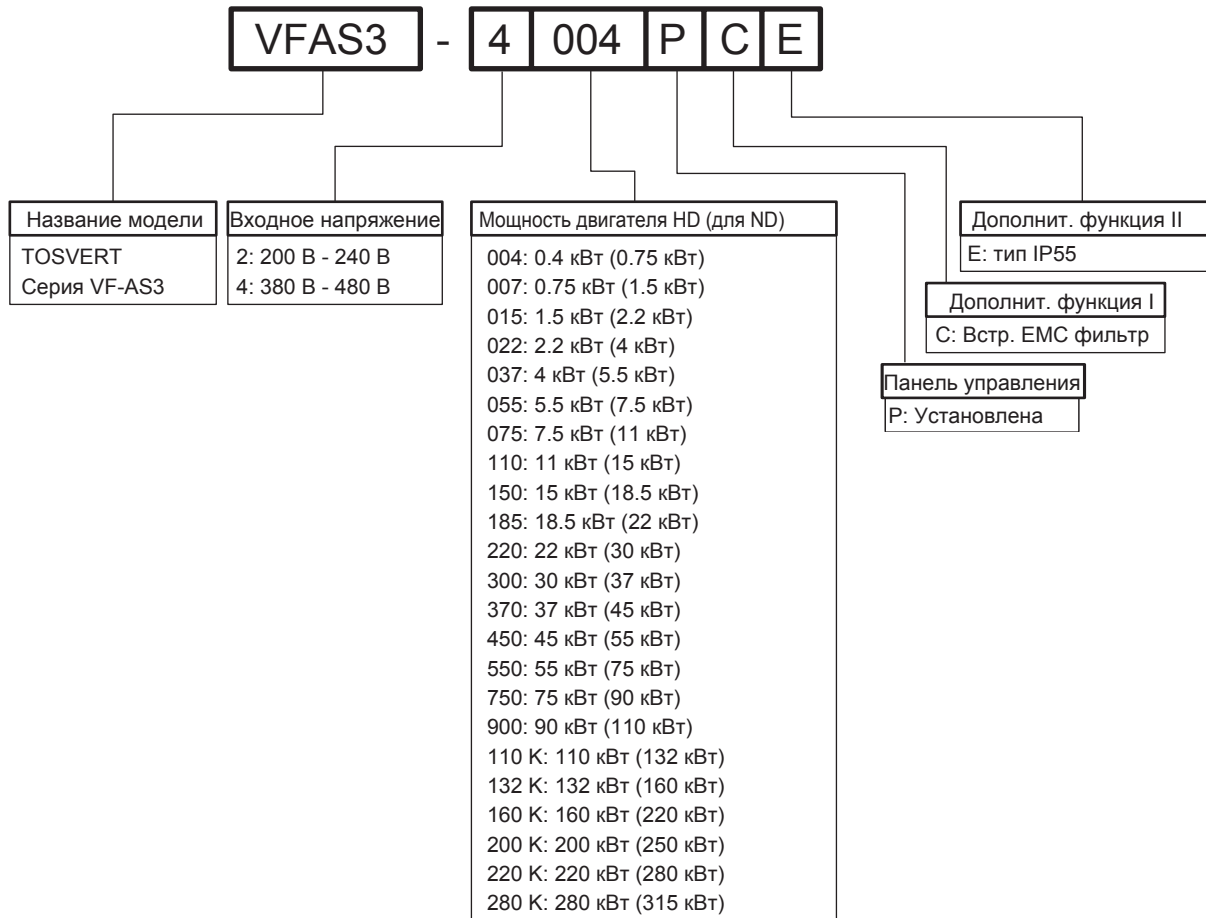 VFAS3 - 4 004 P C E
Название модели
TOSVERT
Серия VF-AS3
Входное напряжение
2: 200 В - 240 В
4: 380 В - 480 В
Мощность двигателя HD (для ND)
004: 0.4 кВт (0.75 кВт)
007: 0.75 кВт (1.5 кВт)
015: 1.5 кВт (2.2 кВт)
022: 2.2 кВт (4 кВт)
037: 4 кВт (5.5 кВт)
055: 5.5 кВт (7.5 кВт)
075: 7.5 кВт (11 кВт)
110: 11 кВт (15 кВт)
150: 15 кВт (18.5 кВт)
185: 18.5 кВт (22 кВт)
220: 22 кВт (30 кВт)
300: 30 кВт (37 кВт)
370: 37 кВт (45 кВт)
450: 45 кВт (55 кВт)
550: 55 кВт (75 кВт)
750: 75 кВт (90 кВт)
900: 90 кВт (110 кВт)
110 K: 110 кВт (132 кВт)
132 K: 132 кВт (160 кВт)
160 K: 160 кВт (220 кВт)
200 K: 200 кВт (250 кВт)
220 K: 220 кВт (280 кВт)
280 K: 280 кВт (315 кВт)
Дополнит. функция II
E: тип IP55
Дополнит. функция I
C: Встр. EMC фильтр
Панель управления
P: Установлена